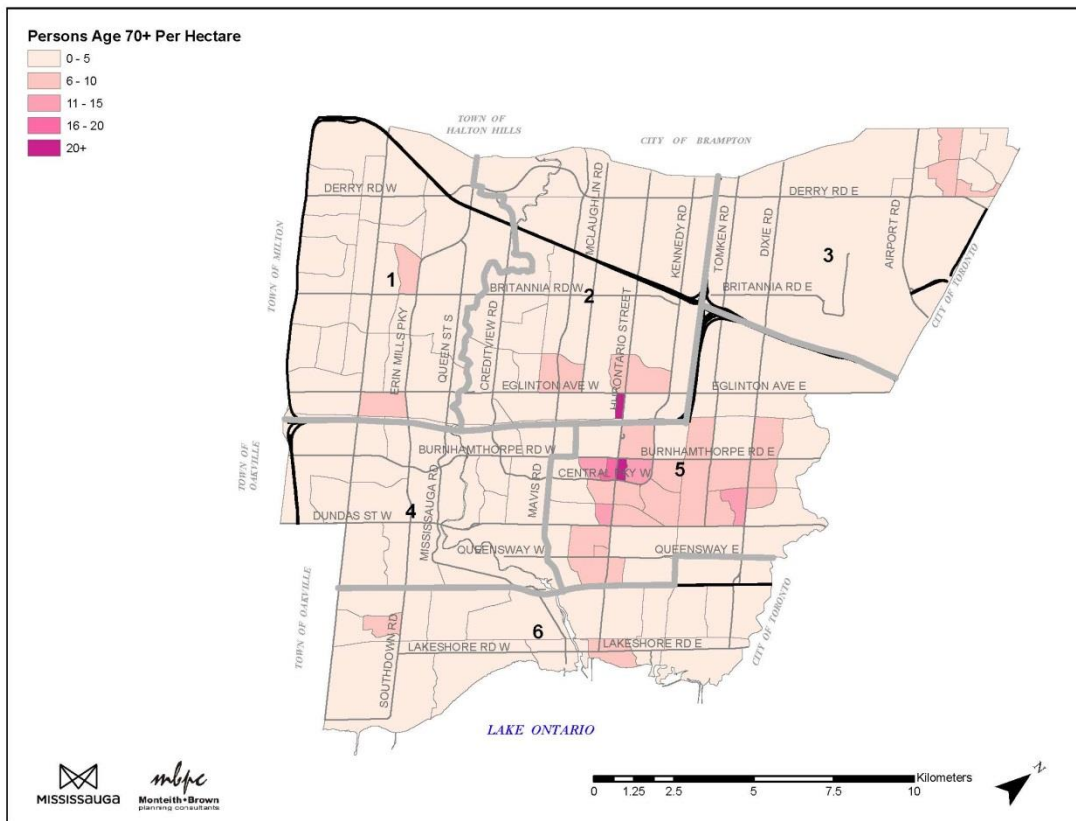 Persons Age 70+ Per Hectare
0 - 5
6 - 10
11 - 15
16 - 20
20+
TOWN OF
HALTON HILLS
CITY OF BRAMPTON
DERRY RD W
MCLAUGHLIN RD
DERRY RD E
KENNEDY RD
TOMKEN RD
DIXIE RD
AIRPORT RD
3
TOWN OF MILTON
1
BRITANNIA RD W
2
BRITANNIA RD E
CITY OF TORONTO
ERIN MILLS PKY
QUEEN ST S
CREDITVIEW RD
HURONTARIO STREET
EGLINTON AVE W
EGLINTON AVE E
BURNHAMTHORPE RD W
BURNHAMTHORPE RD E
TOWN OF
OAKVILLE
CENTRAL PKY W
5
MISSISSAUGA RD
MAVIS RD
4
DUNDAS ST W
QUEENSWAY W
QUEENSWAY E
TOWN OF OAKVILLE
CITY OF TORONTO
SOUTHDOWN RD
6
LAKESHORE RD W
LAKESHORE RD E
LAKE ONTARIO
MISSISSAUGA
mbpc
Monteith+Brown
planning consultants
Kilometers
0 1.25 2.5 5 7.5 10
N